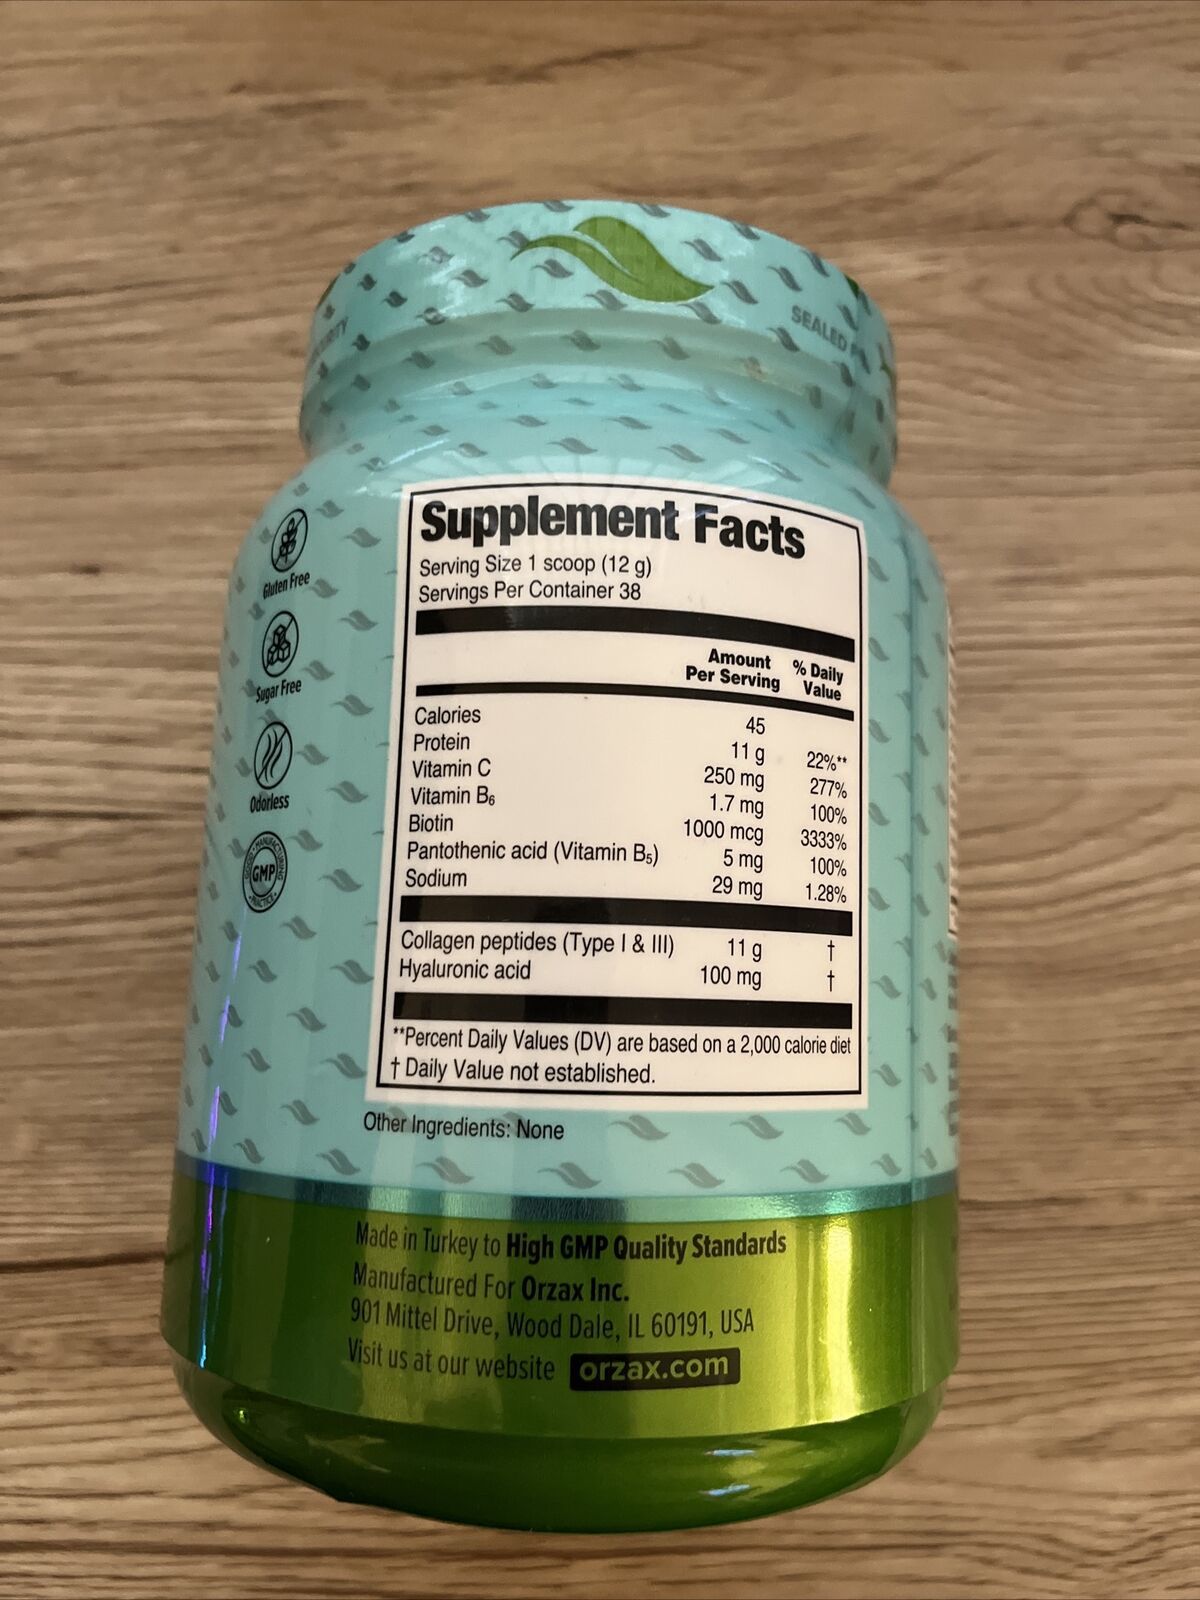 SEALED
Gluten Free
Sugar Free
Odorless
GOOD MANUFACTURING
GMP
PRACTICE
Supplement Facts
Serving Size 1 scoop (12 g)
Servings Per Container 38
Amount Per Serving % Daily Value
Calories 45
Protein 11 g 22%**
Vitamin C 250 mg 277%
Vitamin B₆ 1.7 mg 100%
Biotin 1000 mcg 3333%
Pantothenic acid (Vitamin B₅) 5 mg 100%
Sodium 29 mg 1.28%
Collagen peptides (Type I & III) 11 g †
Hyaluronic acid 100 mg †
**Percent Daily Values (DV) are based on a 2,000 calorie diet
† Daily Value not established.
Other Ingredients: None
Made in Turkey to High GMP Quality Standards
Manufactured For Orzax Inc.
901 Mittel Drive, Wood Dale, IL 60191, USA
Visit us at our website orzax.com